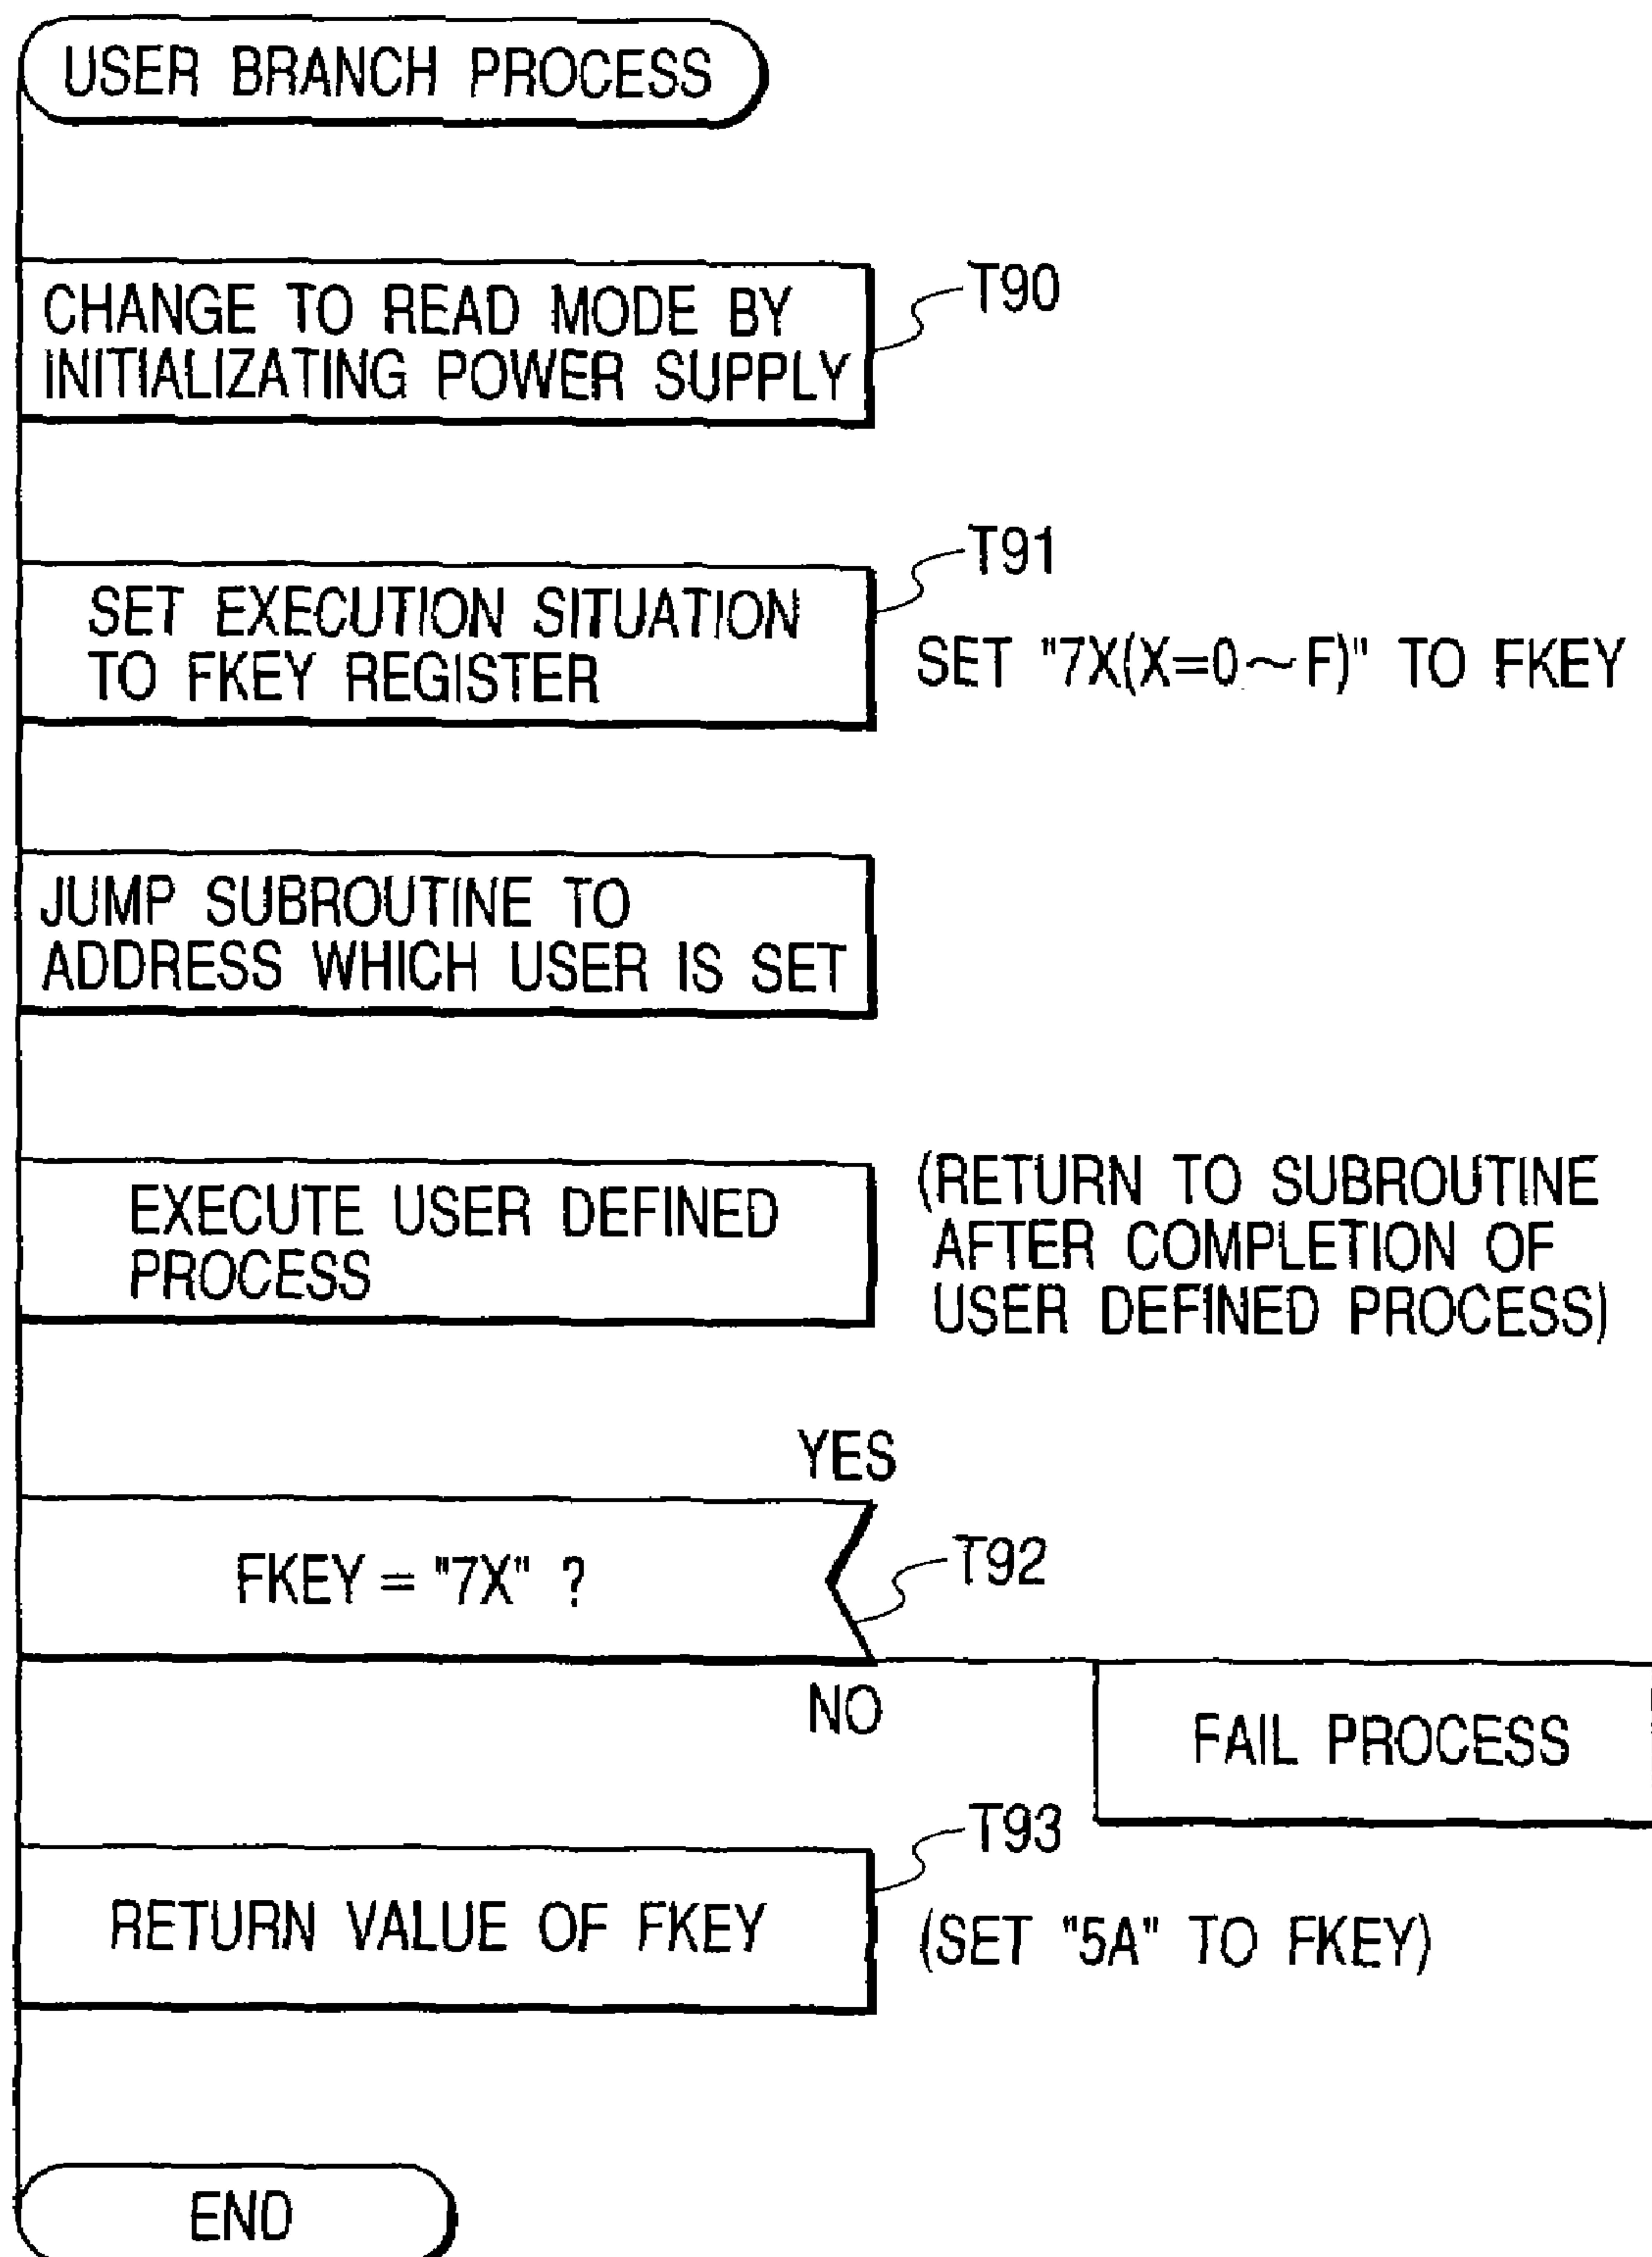 USER BRANCH PROCESS
CHANGE TO READ MODE BY
INITIALIZATING POWER SUPPLY
T90
SET EXECUTION SITUATION
TO FKEY REGISTER
T91
SET "7X(X=0~F)" TO FKEY
JUMP SUBROUTINE TO
ADDRESS WHICH USER IS SET
EXECUTE USER DEFINED
PROCESS
(RETURN TO SUBROUTINE
AFTER COMPLETION OF
USER DEFINED PROCESS)
YES
FKEY = "7X" ?
T92
NO
FAIL PROCESS
RETURN VALUE OF FKEY
T93
(SET "5A" TO FKEY)
END